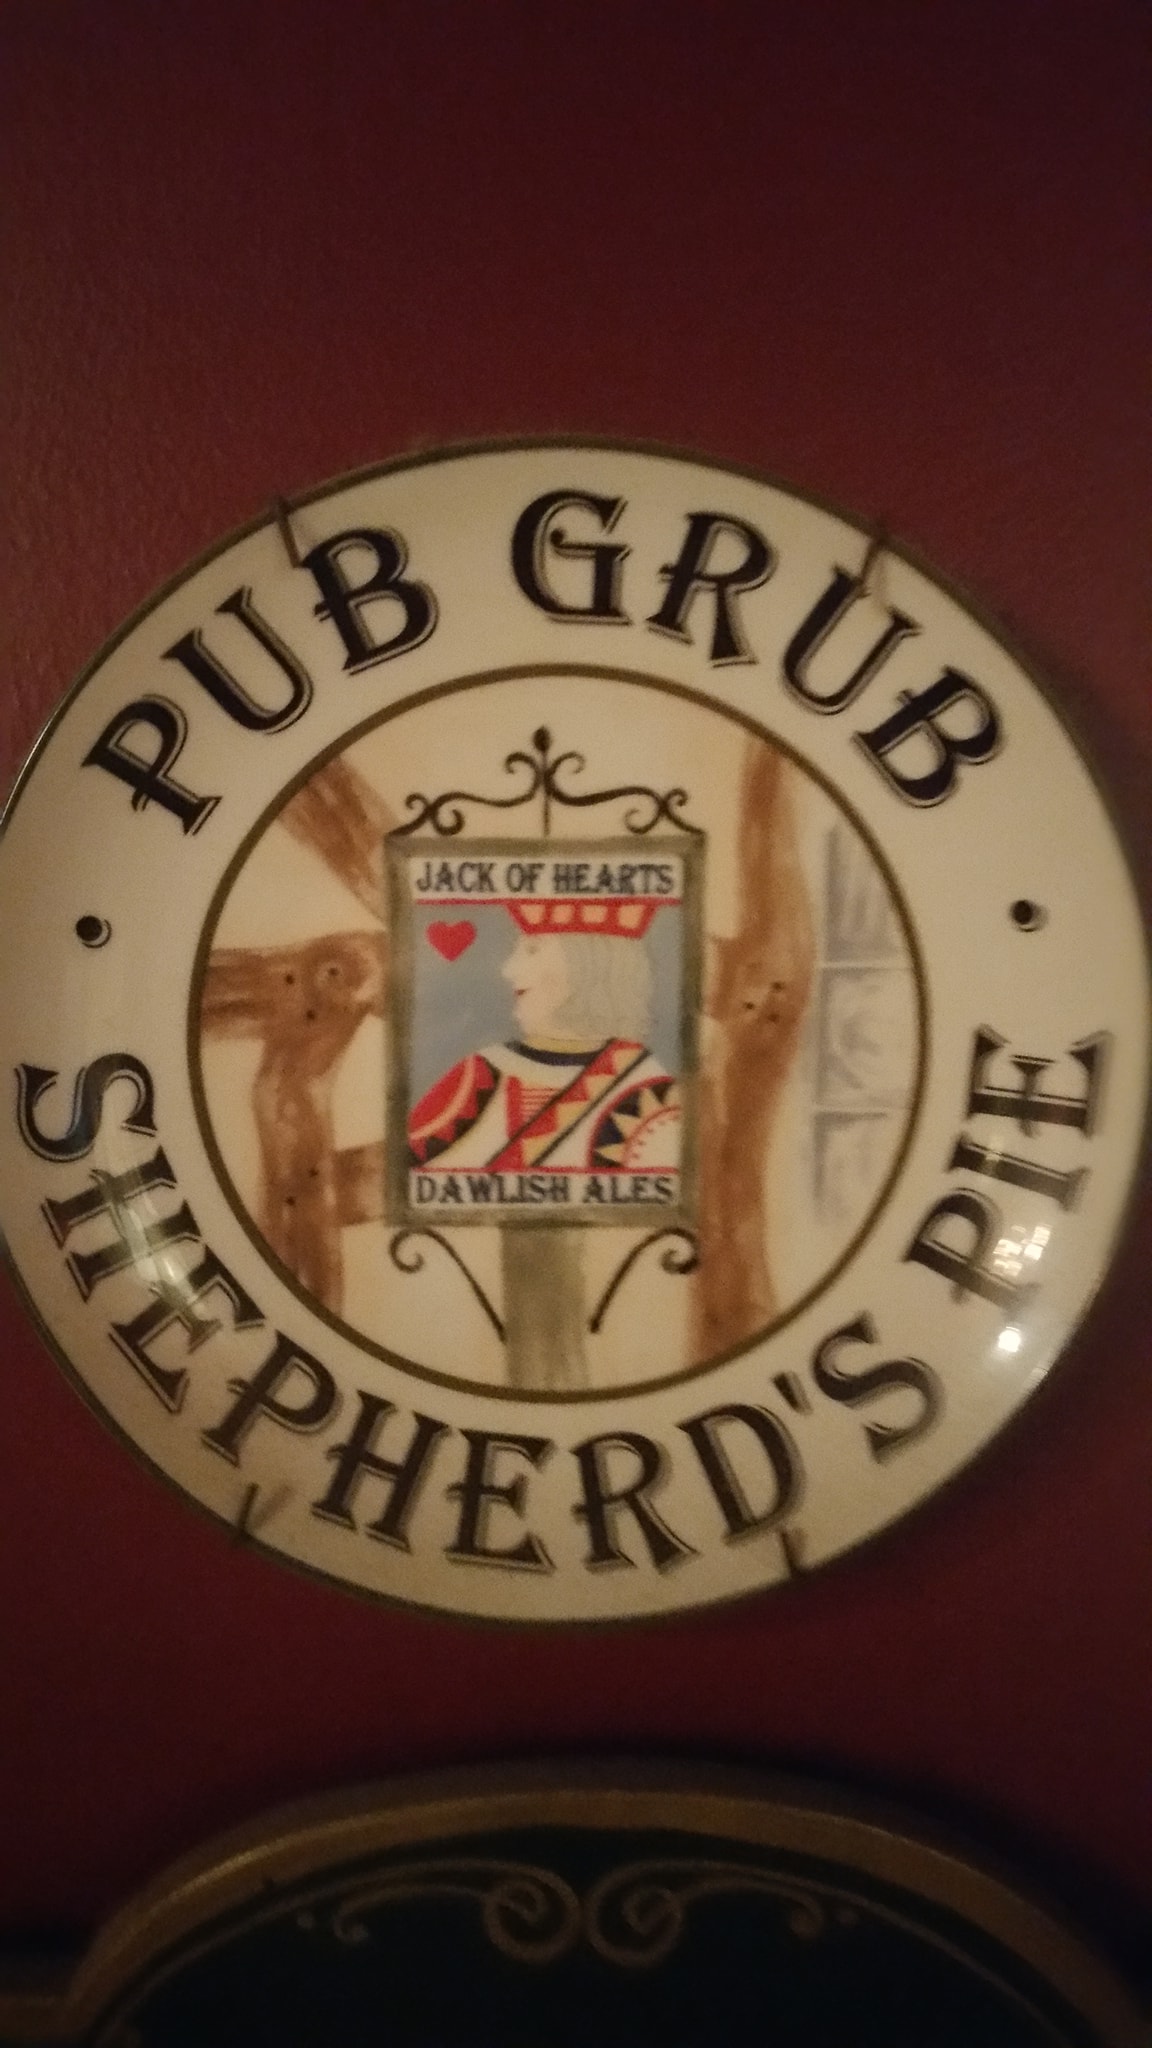 PUB GRUB
JACK OF HEARTS
DAWLISH ALES
SHEPHERD'S PIE